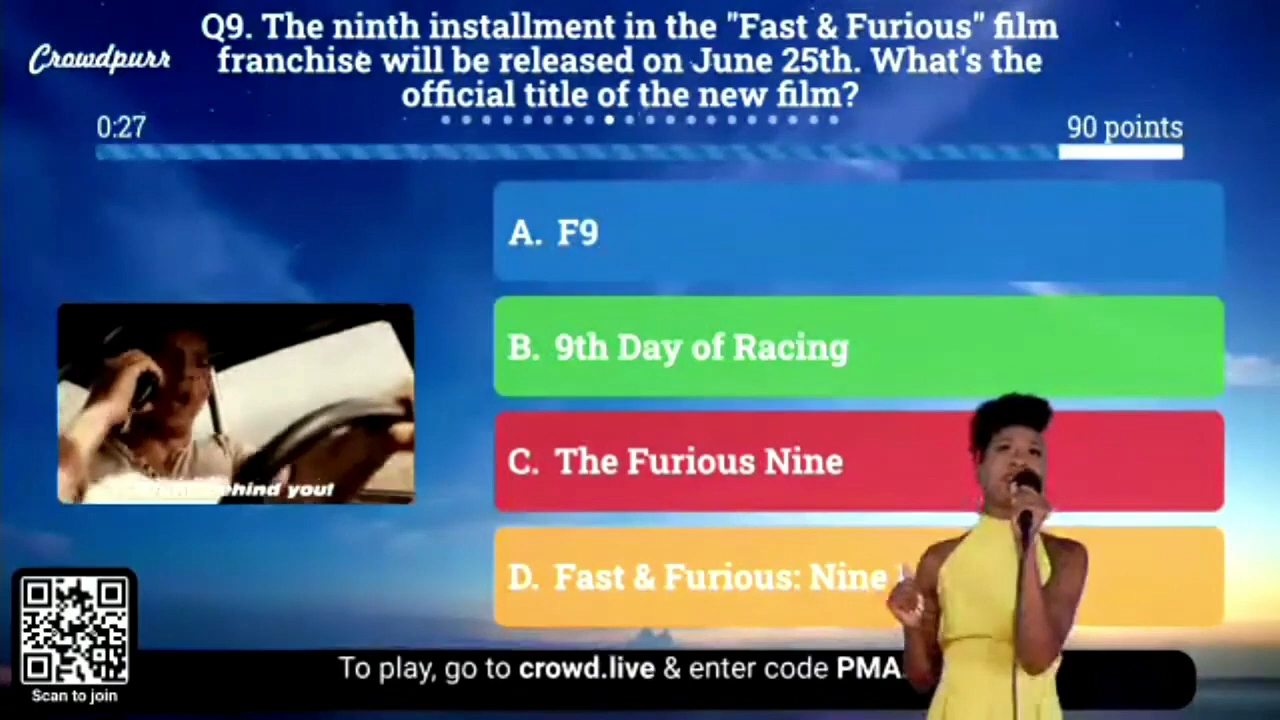 Crowdpurr
Q9. The ninth installment in the "Fast & Furious" film
franchise will be released on June 25th. What's the
official title of the new film?
0:27
90 points
A. F9
B. 9th Day of Racing
C. The Furious Nine
D. Fast & Furious: Nine
behind you!
To play, go to crowd.live & enter code PMA
Scan to join